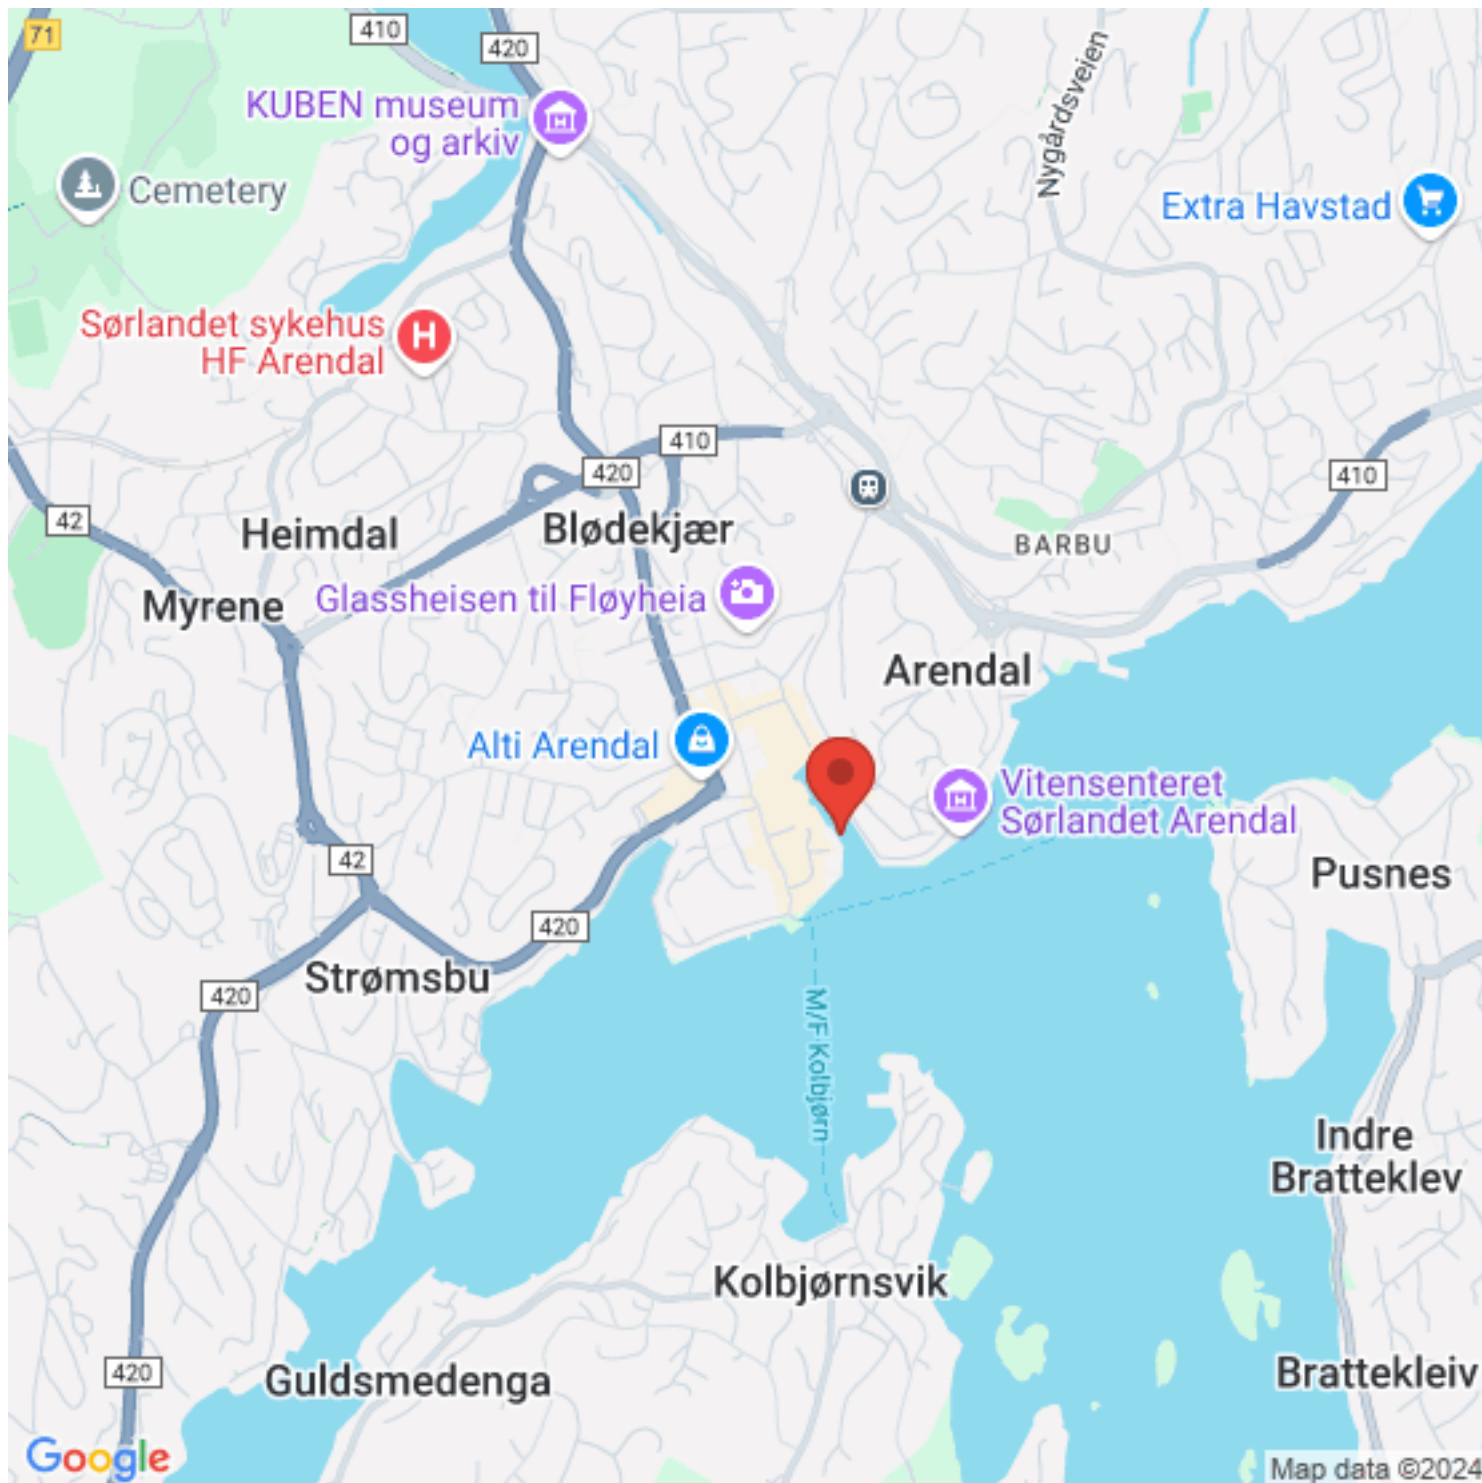 71
410
420
KUBEN museum
og arkiv
Nygårdsveien
Cemetery
Extra Havstad
Sørlandet sykehus
HF Arendal
H
410
420
410
42
Heimdal
Blødekjær
BARBU
Myrene
Glassheisen til Fløyheia
Arendal
Alti Arendal
Vitensenteret
Sørlandet Arendal
42
Pusnes
420
Strømsbu
420
M/F Kolbjørn
Indre
Bratteklev
Kolbjørnsvik
420
Guldsmedenga
Brattekleiv
Google
Map data ©2024